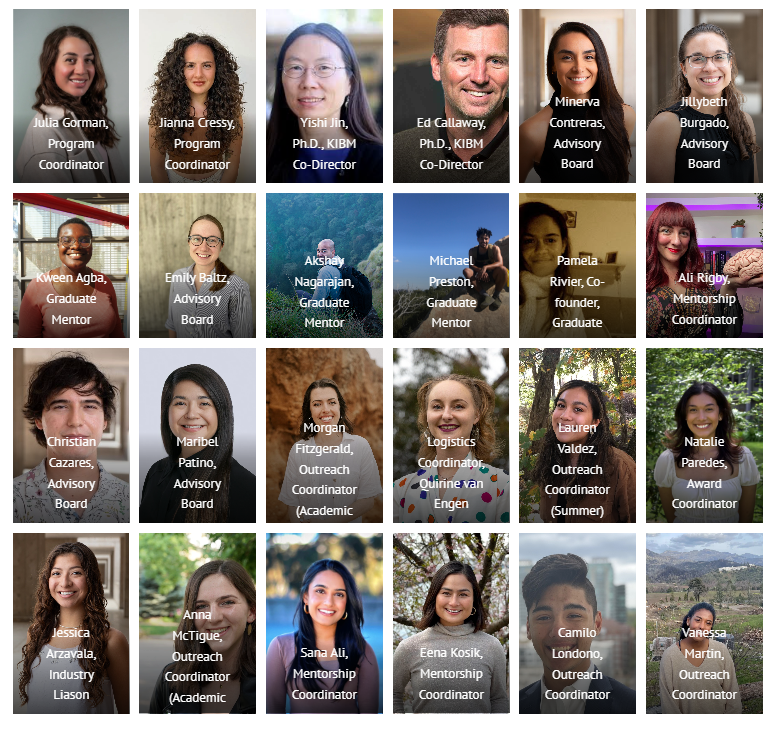 Julia Gorman,
Program
Coordinator
Jianna Cressy,
Program
Coordinator
Yishi Jin,
Ph.D., KIBM
Co-Director
Ed Callaway,
Ph.D., KIBM
Co-Director
Minerva
Contreras,
Advisory
Board
Jillybeth
Burgado,
Advisory
Board
Kween Agba,
Graduate
Mentor
Emily Baltz,
Advisory
Board
Akshay
Nagarajan,
Graduate
Mentor
Michael
Preston,
Graduate
Mentor
Pamela
Rivier, Co-
founder,
Graduate
Ali Rigby,
Mentorship
Coordinator
Christian
Cazares,
Advisory
Board
Maribel
Patino,
Advisory
Board
Morgan
Fitzgerald,
Outreach
Coordinator
(Academic
Logistics
Coordinator,
Quirine van
Engen
Lauren
Valdez,
Outreach
Coordinator
(Summer)
Natalie
Paredes,
Award
Coordinator
Jessica
Arzavala,
Industry
Liason
Anna
McTigue,
Outreach
Coordinator
(Academic
Sana Ali,
Mentorship
Coordinator
Eena Kosik,
Mentorship
Coordinator
Camilo
Londono,
Outreach
Coordinator
Vanessa
Martin,
Outreach
Coordinator